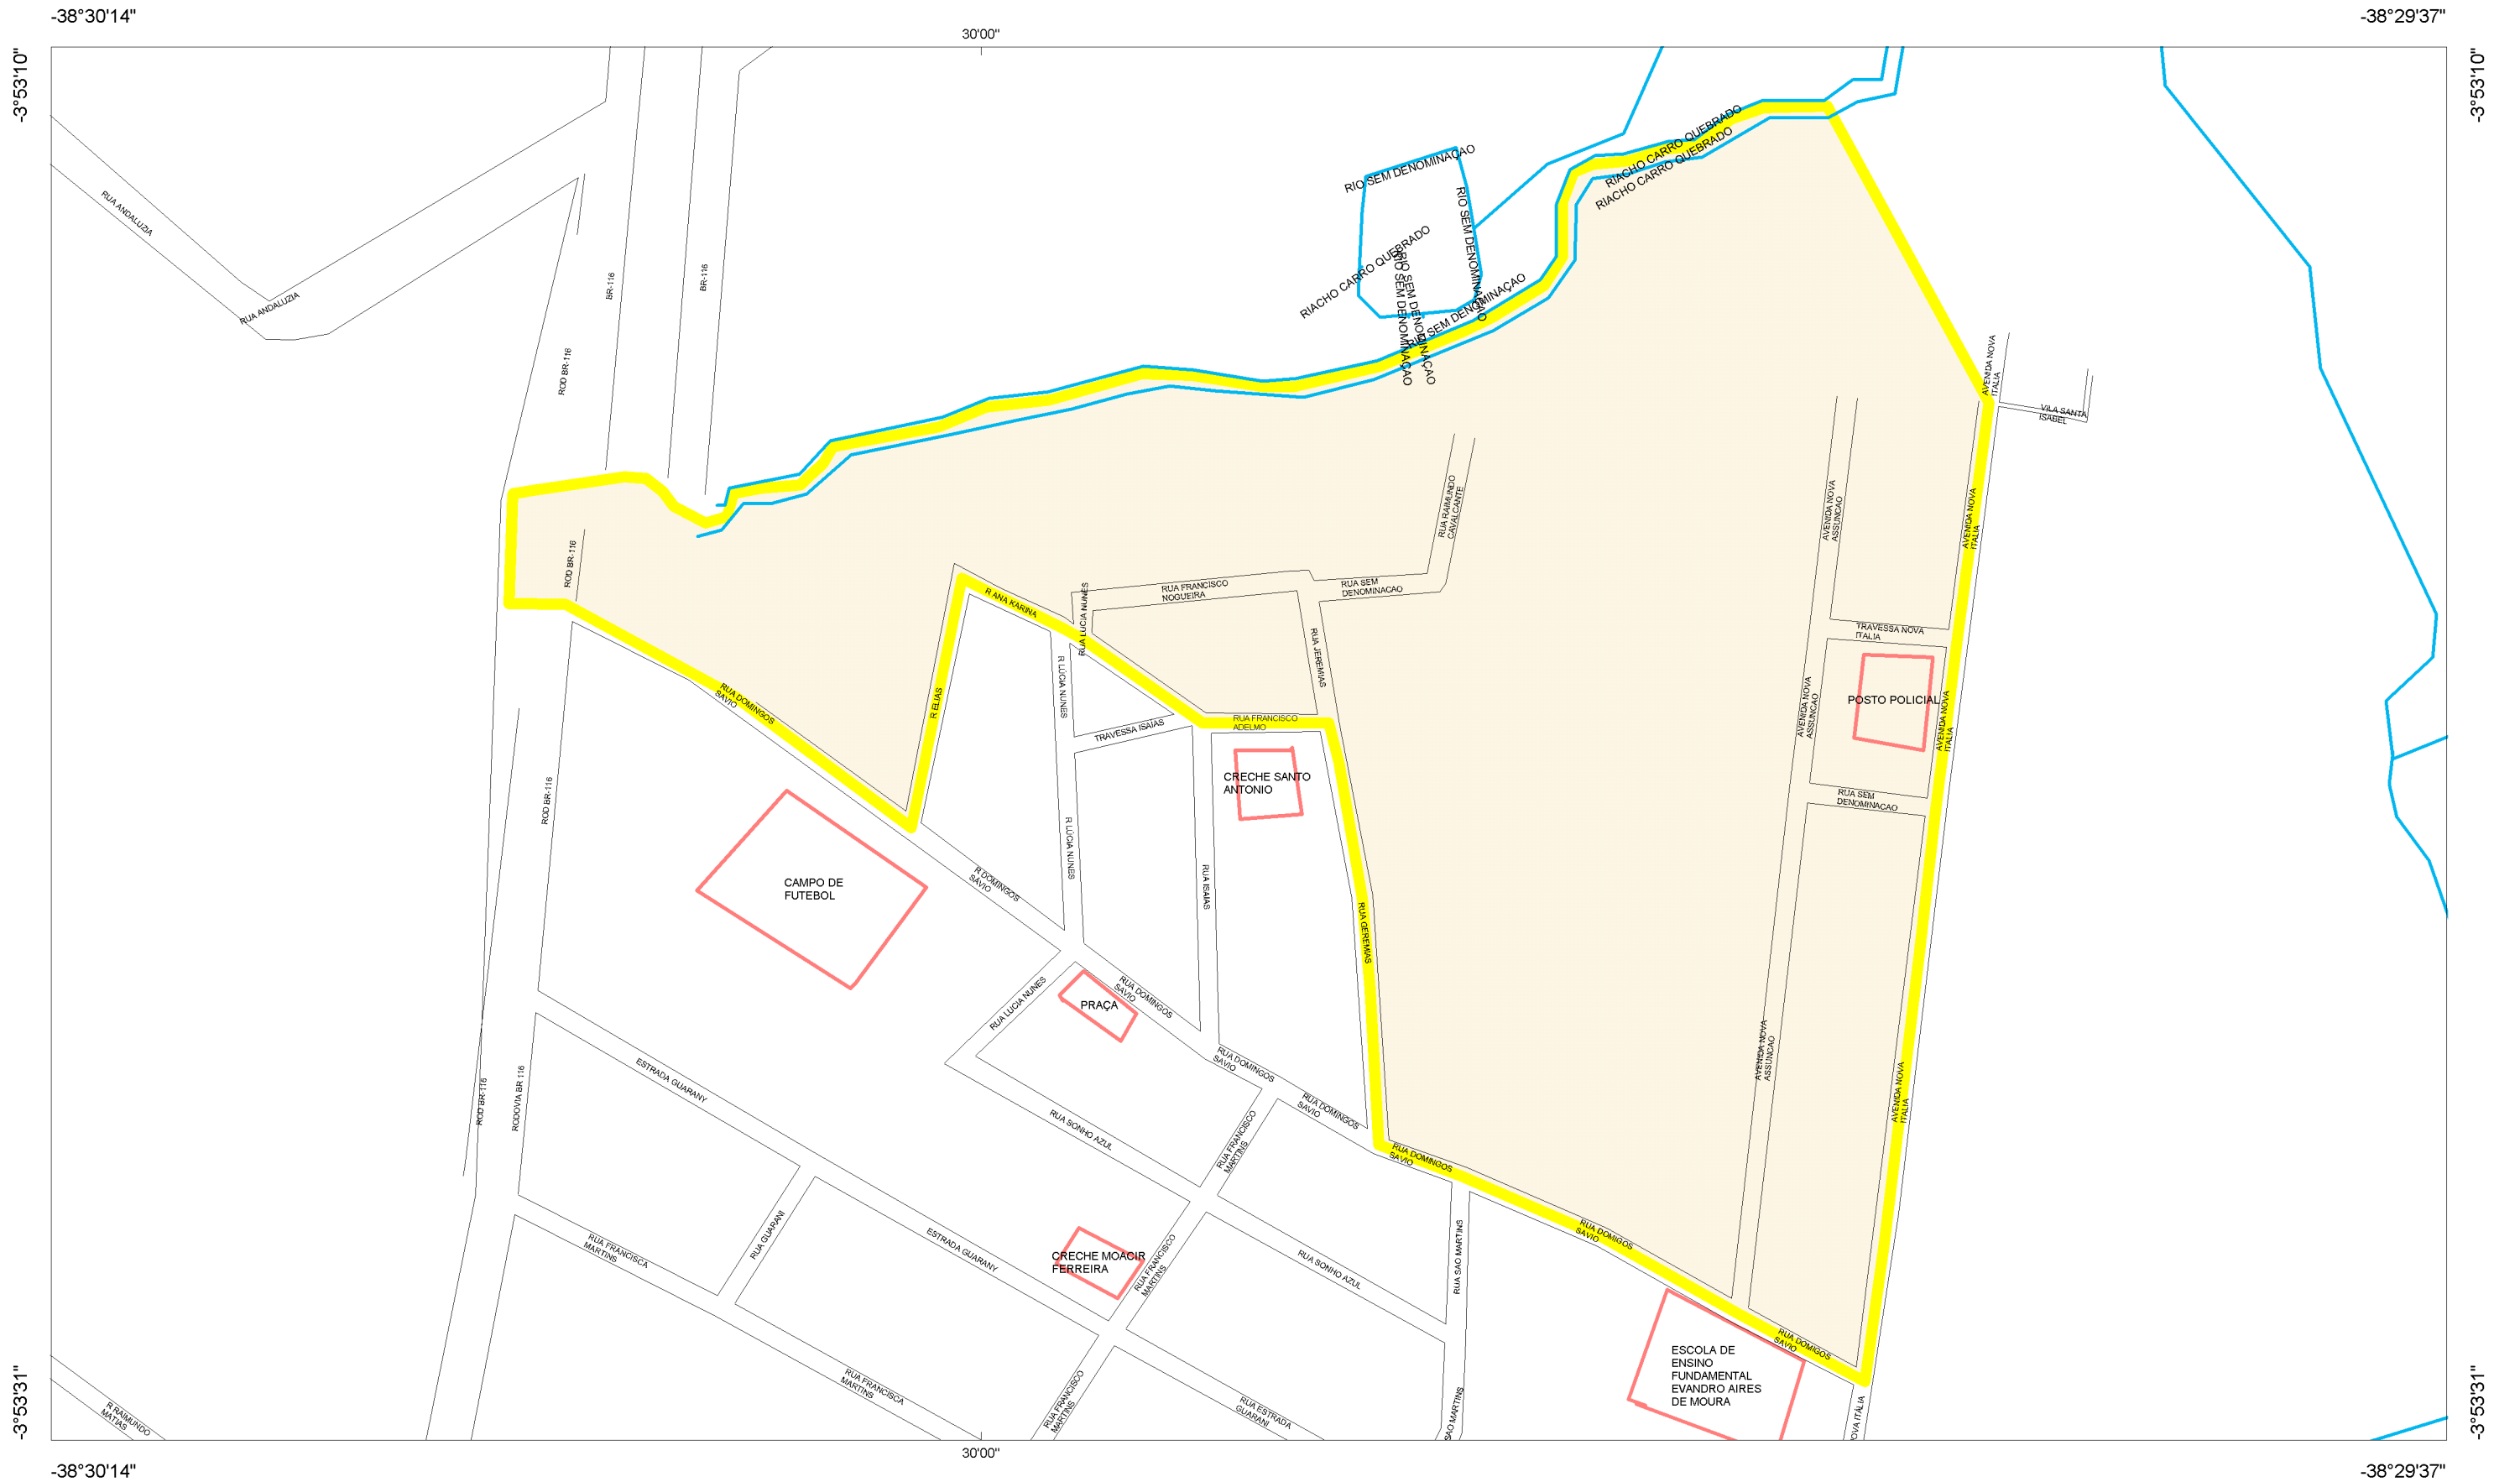 -38°30'14"
-38°29'37"
30'00"
-3°53'10"
-3°53'10"
RUA ANDALUZIA
RUA ANDALUZIA
BR-116
BR-116
ROD BR-116
RIACHO CARRO QUEBRADO
RIACHO CARRO QUEBRADO
RIO SEM DENOMINAÇAO
RIO SEM DENOMINAÇAO
RIACHO CARRO QUEBRADO
RIO SEM DENOMINAÇAO
RIO SEM DENOMINAÇAO
RIO SEM DENOMINAÇAO
AVENIDA NOVA
ITALIA
VILA SANTA
ISABEL
RUA RAIMUNDO
CAVALCANTE
AVENIDA NOVA
ASSUNCAO
AVENIDA NOVA
ITALIA
ROD BR-116
R ANA KARINA
RUA LUCIA NUNES
RUA FRANCISCO
NOGUEIRA
RUA SEM
DENOMINACAO
RUA JEREMIAS
TRAVESSA NOVA
ITALIA
RUA DOMINGOS
SAVIO
R ELIAS
R LÚCIA NUNES
TRAVESSA ISAIAS
RUA FRANCISCO
ADELMO
AVENIDA NOVA
ASSUNCAO
POSTO POLICIAL
AVENIDA NOVA
ITALIA
CRECHE SANTO
ANTONIO
ROD BR-116
RUA SEM
DENOMINACAO
CAMPO DE
FUTEBOL
R DOMINGOS
SÁVIO
R LÚCIA NUNES
RUA ISAIAS
RUA GEREMIAS
RUA LUCIA NUNES
PRAÇA
RUA DOMINGOS
SAVIO
ROD BR-116
RODOVIA BR 116
ESTRADA GUARANY
RUA SONHO AZUL
RUA DOMINGOS
SAVIO
RUA DOMINGOS
SAVIO
RUA FRANCISCO
MARTINS
RUA DOMINGOS
SAVIO
AVENIDA NOVA
ASSUNCAO
AVENIDA NOVA
ITALIA
RUA FRANCISCA
MARTINS
RUA GUARANI
ESTRADA GUARANY
CRECHE MOACIR
FERREIRA
RUA FRANCISCO
MARTINS
RUA SONHO AZUL
RUA SAO MARTINS
RUA DOMIGOS
SAVIO
RUA DOMIGOS
SAVIO
ESCOLA DE
ENSINO
FUNDAMENTAL
EVANDRO AIRES
DE MOURA
R RAIMUNDO
MATIAS
RUA FRANCISCA
MARTINS
RUA FRANCISCO
MARTINS
RUA ESTRADA
GUARANI
SAO MARTINS
OVA ITÁLIA
-3°53'31"
-3°53'31"
30'00"
-38°30'14"
-38°29'37"